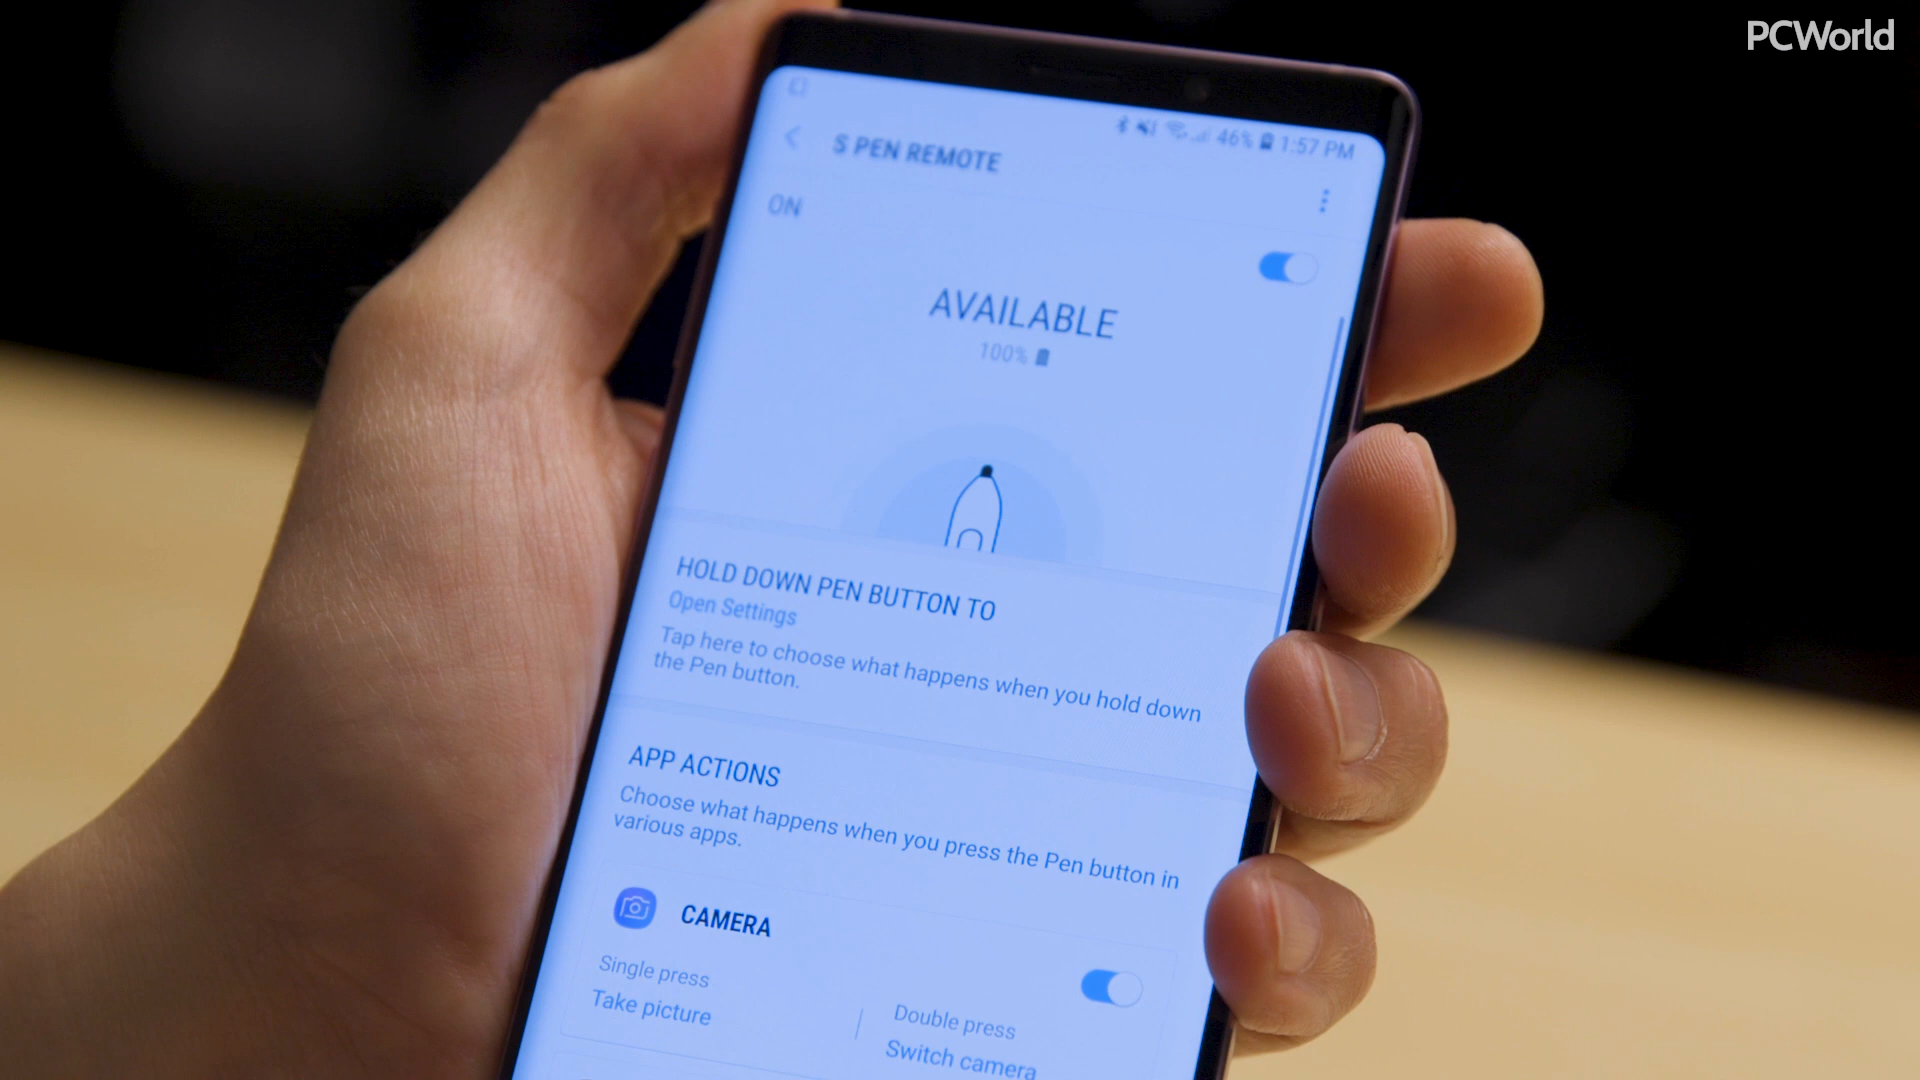 PCWorld
46% 1:57 PM
S PEN REMOTE
ON
AVAILABLE
100%
HOLD DOWN PEN BUTTON TO
Open Settings
Tap here to choose what happens when you hold down
the Pen button.
APP ACTIONS
Choose what happens when you press the Pen button in
various apps.
CAMERA
Single press
Take picture
Double press
Switch camera